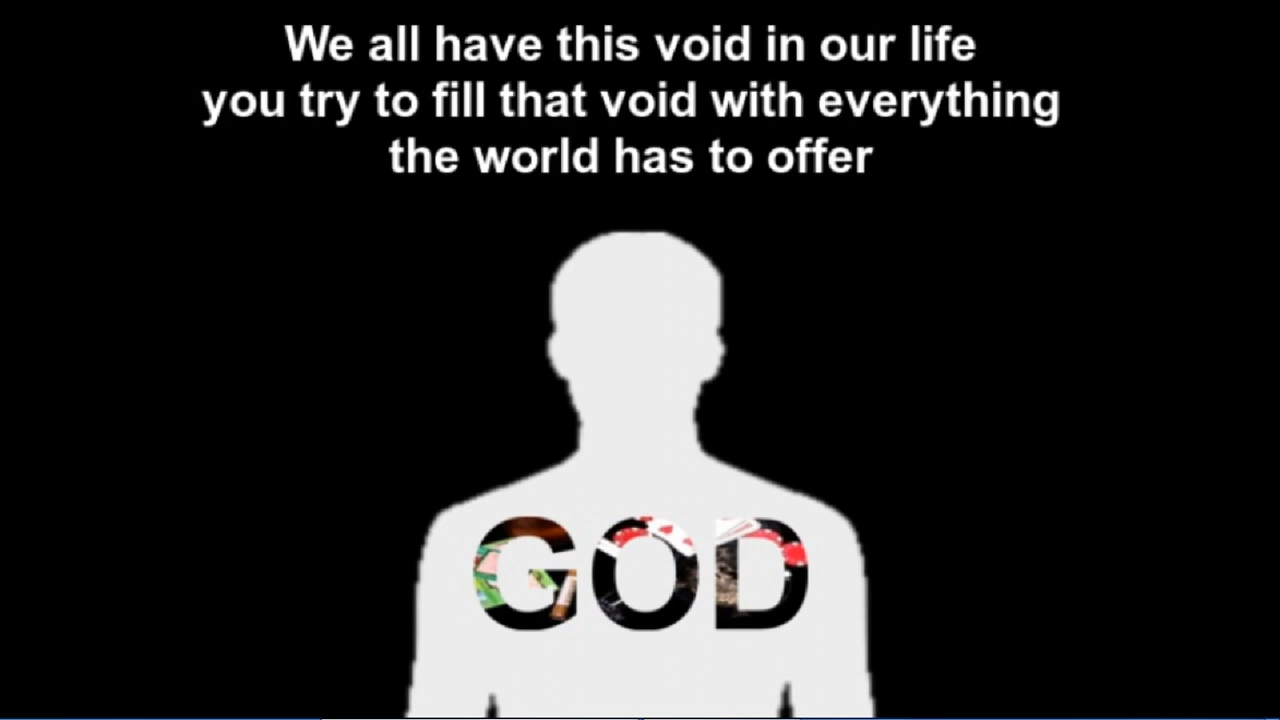 We all have this void in our life
you try to fill that void with everything
the world has to offer
GOD